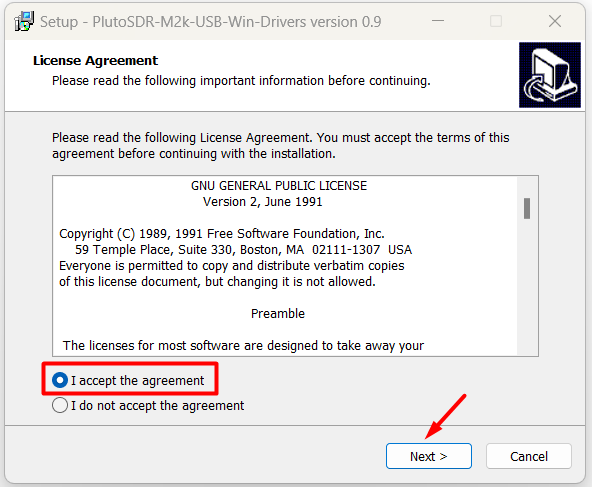 Setup - PlutoSDR-M2k-USB-Win-Drivers version 0.9
License Agreement
Please read the following important information before continuing.
Please read the following License Agreement. You must accept the terms of this
agreement before continuing with the installation.
GNU GENERAL PUBLIC LICENSE
Version 2, June 1991
Copyright (C) 1989, 1991 Free Software Foundation, Inc.
59 Temple Place, Suite 330, Boston, MA  02111-1307  USA
Everyone is permitted to copy and distribute verbatim copies
of this license document, but changing it is not allowed.
Preamble
The licenses for most software are designed to take away your
I accept the agreement
I do not accept the agreement
Next >
Cancel